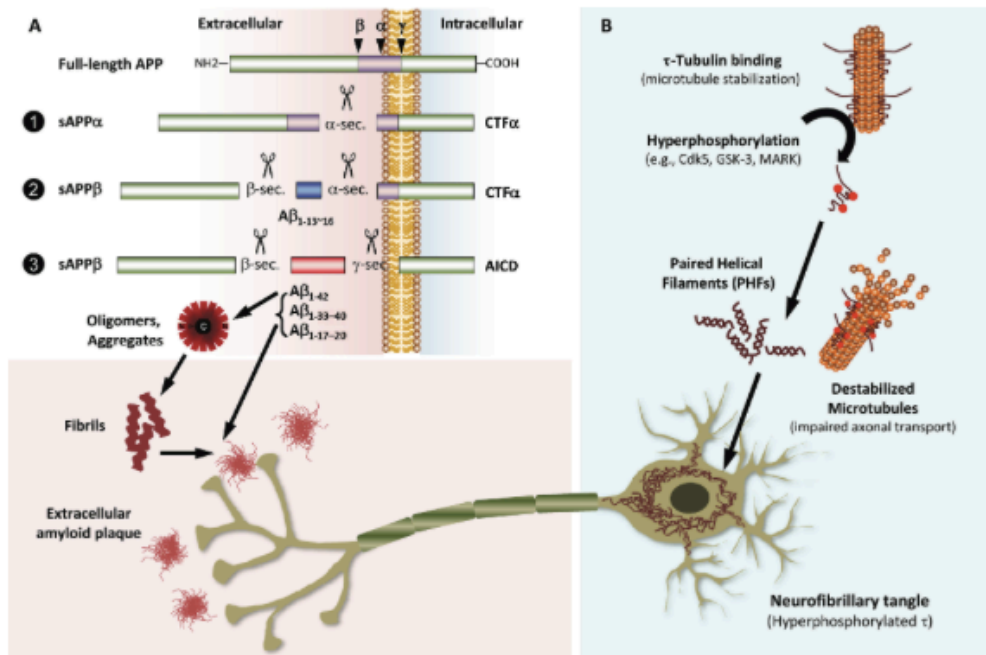 A
Extracellular
Intracellular
β
α
γ
Full-length APP
NH2
COOH
1
sAPPα
α-sec.
CTFα
2
sAPPβ
β-sec.
α-sec.
CTFα
Aβ1-15~16
3
sAPPβ
β-sec.
γ-sec
AICD
Aβ1-42
Aβ1-39-40
Aβ1-17-20
Oligomers,
Aggregates
Fibrils
Extracellular
amyloid plaque
B
τ-Tubulin binding
(microtubule stabilization)
Hyperphosphorylation
(e.g., Cdk5, GSK-3, MARK)
Paired Helical
Filaments (PHFs)
Destabilized
Microtubules
(impaired axonal transport)
Neurofibrillary tangle
(Hyperphosphorylated τ)